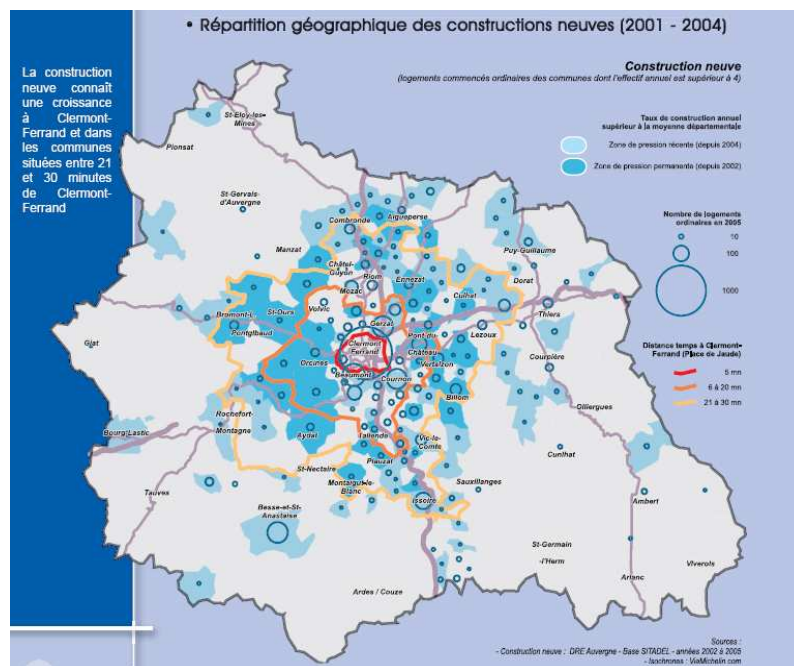 • Répartition géographique des constructions neuves (2001 - 2004)
La construction
neuve connaît
une croissance
à Clermont-
Ferrand et dans
les communes
situées entre 21
et 30 minutes
de Clermont-
Ferrand
Construction neuve
(logements commencés ordinaires des communes dont l'effectif annuel est supérieur à 4)
Taux de construction annuel
supérieur à la moyenne départementale
Zone de pression récente (depuis 2004)
Zone de pression permanente (depuis 2002)
Nombre de logements
ordinaires en 2005
10
100
1000
Distance temps à Clermont-
Ferrand (Place de Jaude)
5 mn
6 à 20 mn
21 à 30 mn
St-Eloy-les-
Mines
Pionsat
St-Gervais-
d'Auvergne
Combronde
Aigueperse
Manzat
Châtel-
Guyon
Riom
Ennezat
Mozac
Puy-Guillaume
Dorat
Culhat
Thiers
Volvic
St-Ours
Bromont-L.
Pontgibaud
Gerzat
Pont-du-
Château
Lezoux
Giat
Clermont
Ferrand
Vertaizon
Courpière
Orcines
Beaumont
Cournon
Billom
Olliergues
Rochefort-
Montagne
Bourg Lastic
Aydat
Tallende
Vic-le-
Comte
Cunlhat
Plauzat
St-Nectaire
Montaigut-le-
Blanc
Sauxillanges
Tauves
Issoire
Ambert
Besse-et-St-
Anastaise
St-Germain
-l'Herm
Viverols
Arlanc
Ardes / Couze
Sources :
- Construction neuve : DRE Auvergne - Base SITADEL - années 2002 à 2005
- Isochrones : ViaMichelin.com